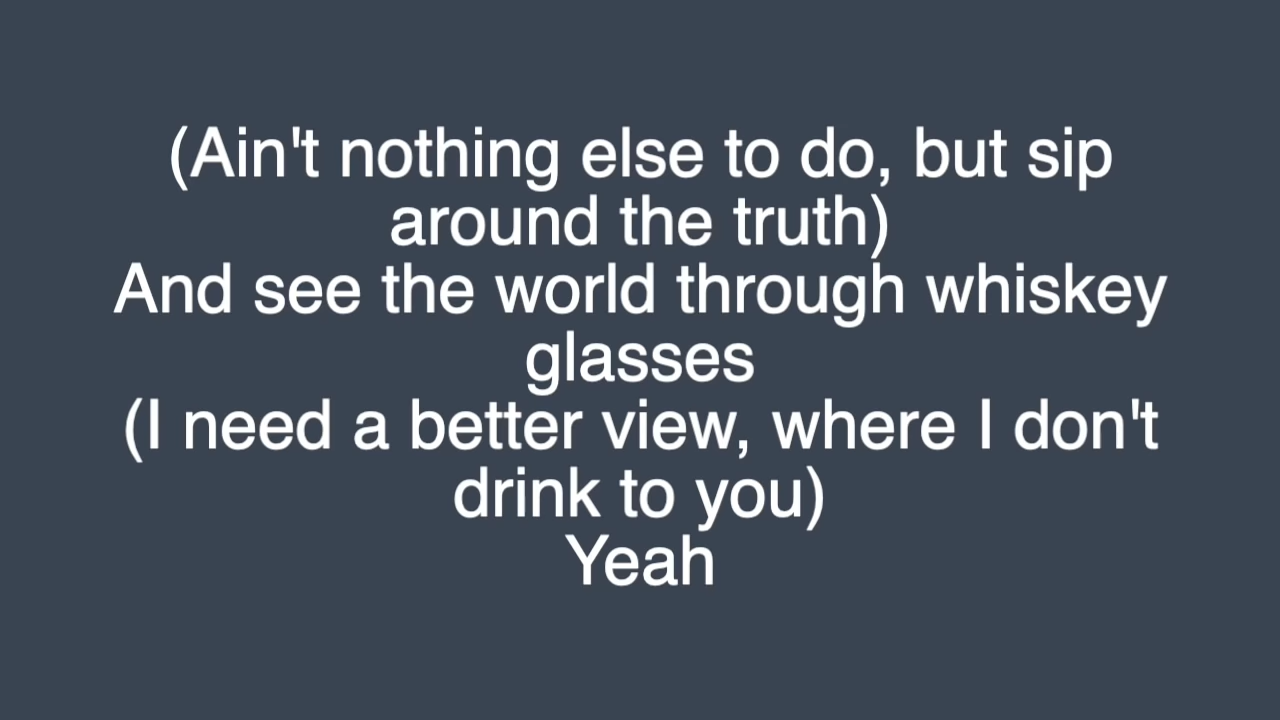 (Ain't nothing else to do, but sip
around the truth)
And see the world through whiskey
glasses
(I need a better view, where I don't
drink to you)
Yeah